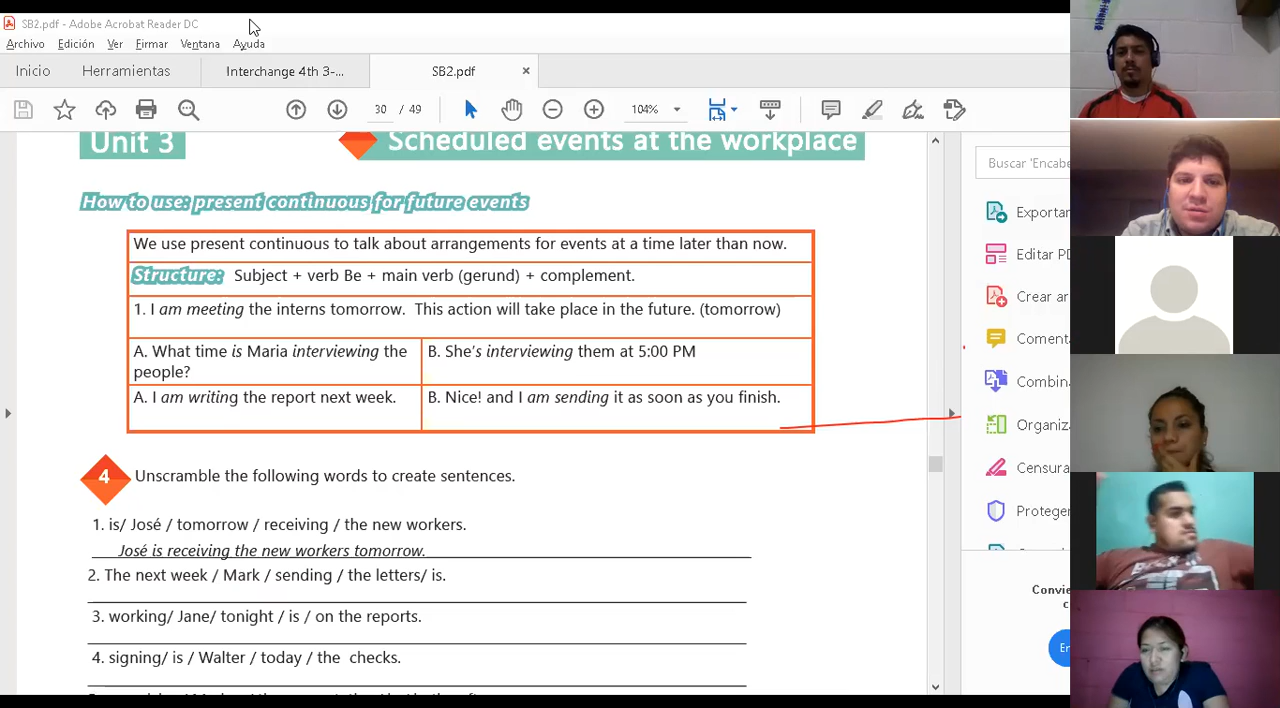 SB2.pdf - Adobe Acrobat Reader DC
Archivo Edición Ver Firmar Ventana Ayuda
Inicio Herramientas Interchange 4th 3-... SB2.pdf ×
30 / 49 104%
Unit 3 Scheduled events at the workplace
Buscar 'Encabe
How to use: present continuous for future events
Exportar
We use present continuous to talk about arrangements for events at a time later than now.
Editar PD
Structure: Subject + verb Be + main verb (gerund) + complement.
Crear ar
1. I am meeting the interns tomorrow. This action will take place in the future. (tomorrow)
Comenta
A. What time is Maria interviewing the people?
B. She's interviewing them at 5:00 PM
Combin
A. I am writing the report next week. B. Nice! and I am sending it as soon as you finish.
Organiza
Censura
4 Unscramble the following words to create sentences.
Proteger
1. is/ José / tomorrow / receiving / the new workers.
José is receiving the new workers tomorrow.
2. The next week / Mark / sending / the letters/ is.
Convie
3. working/ Jane/ tonight / is / on the reports.
4. signing/ is / Walter / today / the checks.